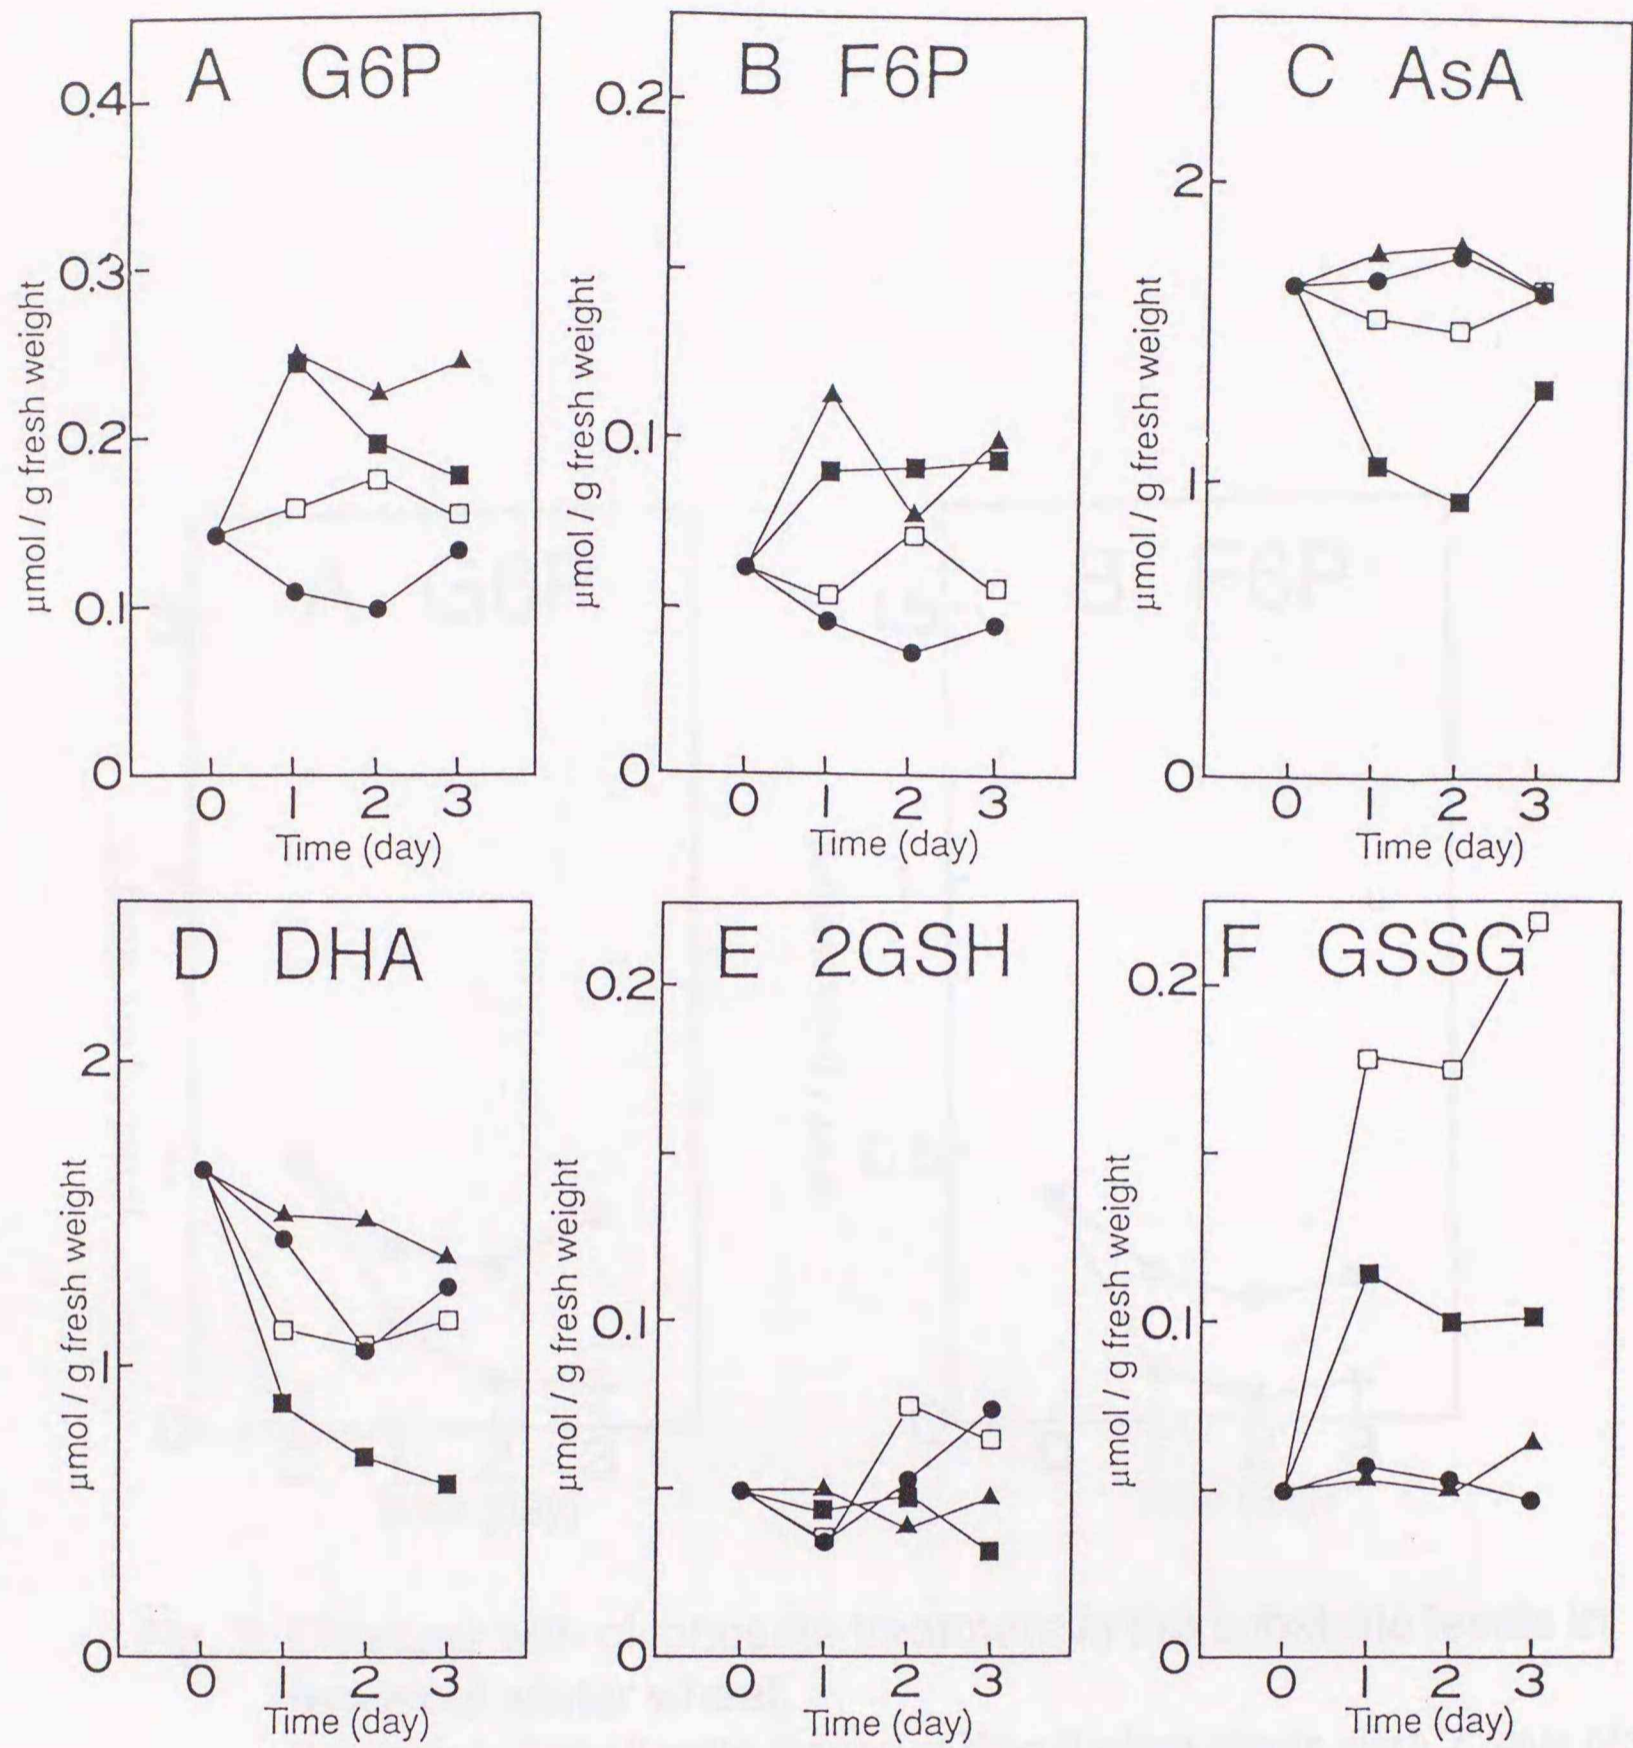 A G6P
0.4
0.3
0.2
0.1
0
μmol / g fresh weight
0 1 2 3
Time (day)
B F6P
0.2
0.1
0
μmol / g fresh weight
0 1 2 3
Time (day)
C AsA
2
1
0
μmol / g fresh weight
0 1 2 3
Time (day)
D DHA
2
1
0
μmol / g fresh weight
0 1 2 3
Time (day)
E 2GSH
0.2
0.1
0
μmol / g fresh weight
0 1 2 3
Time (day)
F GSSG
0.2
0.1
0
μmol / g fresh weight
0 1 2 3
Time (day)